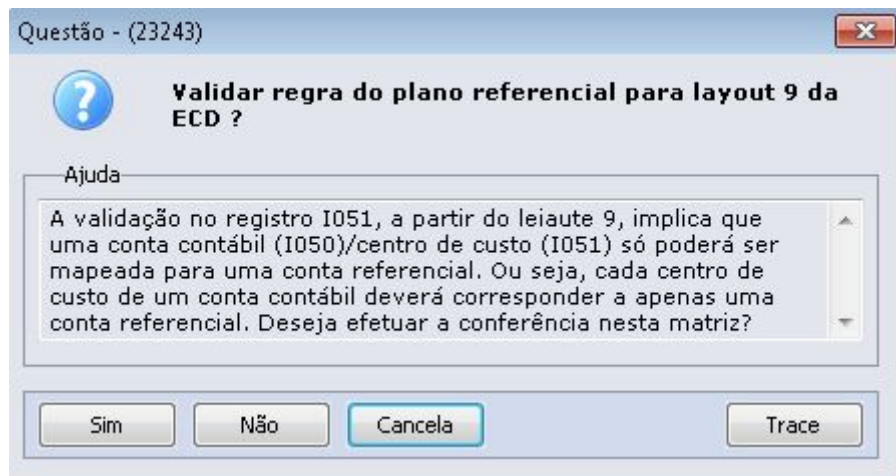 Questão - (23243)
Validar regra do plano referencial para layout 9 da
ECD ?
Ajuda
A validação no registro I051, a partir do leiaute 9, implica que
uma conta contábil (I050)/centro de custo (I051) só poderá ser
mapeada para uma conta referencial. Ou seja, cada centro de
custo de um conta contábil deverá corresponder a apenas uma
conta referencial. Deseja efetuar a conferência nesta matriz?
Sim Não Cancela Trace